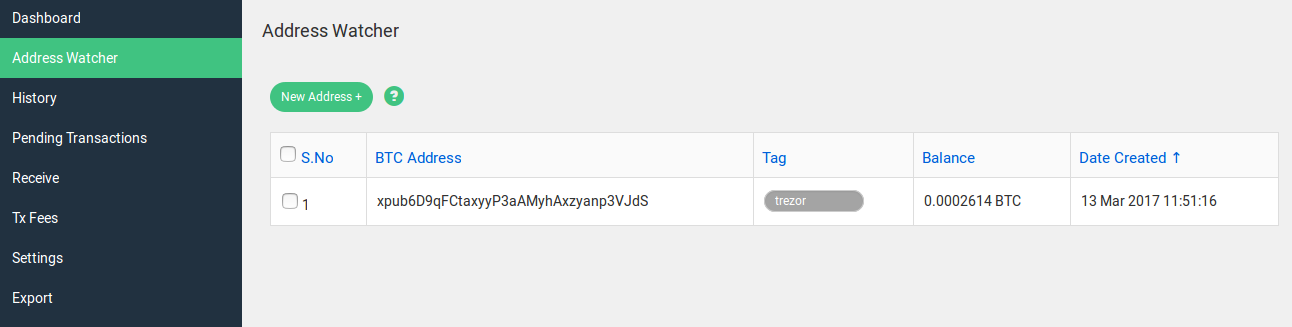 Dashboard
Address Watcher
History
Pending Transactions
Receive
Tx Fees
Settings
Export
Address Watcher
New Address + ?
S.No BTC Address Tag Balance Date Created ↑
1 xpub6D9qFCtaxyyP3aAMyhAxzyanp3VJdS trezor 0.0002614 BTC 13 Mar 2017 11:51:16